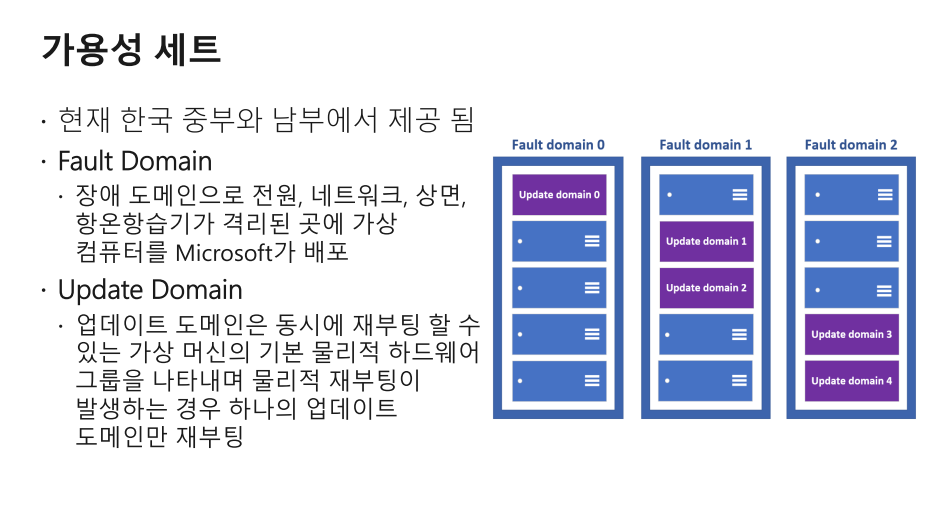 가용성 세트
• 현재 한국 중부와 남부에서 제공 됨
• Fault Domain
• 장애 도메인으로 전원, 네트워크, 상면,
항온항습기가 격리된 곳에 가상
컴퓨터를 Microsoft가 배포
• Update Domain
• 업데이트 도메인은 동시에 재부팅 할 수
있는 가상 머신의 기본 물리적 하드웨어
그룹을 나타내며 물리적 재부팅이
발생하는 경우 하나의 업데이트
도메인만 재부팅
Fault domain 0
Update domain 0
Fault domain 1
Update domain 1
Update domain 2
Fault domain 2
Update domain 3
Update domain 4